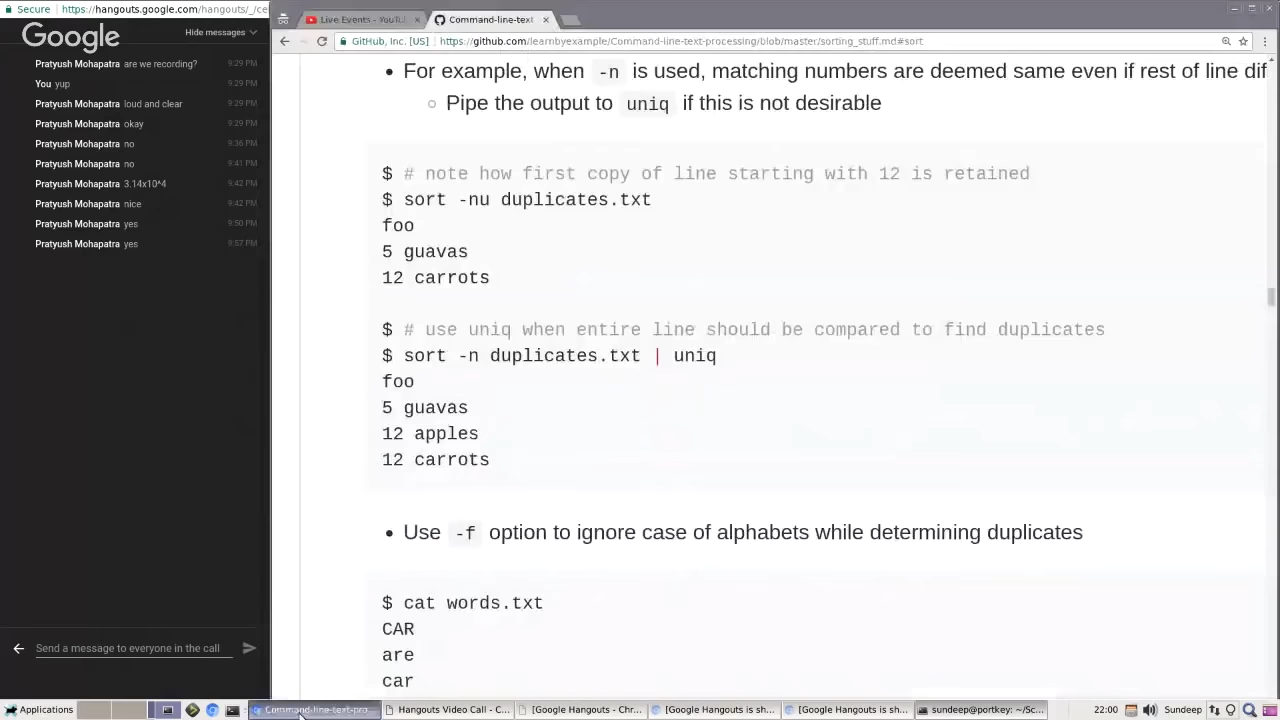 Secure https://hangouts.google.com/hangouts/_/ce
Google
Hide messages
Pratyush Mohapatra are we recording? 9:29 PM
You yup 9:29 PM
Pratyush Mohapatra loud and clear 9:29 PM
Pratyush Mohapatra okay 9:29 PM
Pratyush Mohapatra no 9:36 PM
Pratyush Mohapatra no 9:41 PM
Pratyush Mohapatra 3.14x10^4 9:42 PM
Pratyush Mohapatra nice 9:42 PM
Pratyush Mohapatra yes 9:50 PM
Pratyush Mohapatra yes 9:57 PM
Send a message to everyone in the call
Live Events - YouTu
Command-line-text
GitHub, Inc. [US] https://github.com/learnbyexample/Command-line-text-processing/blob/master/sorting_stuff.md#sort
• For example, when -n is used, matching numbers are deemed same even if rest of line dif
Pipe the output to uniq if this is not desirable
$ # note how first copy of line starting with 12 is retained
$ sort -nu duplicates.txt
foo
5 guavas
12 carrots
$ # use uniq when entire line should be compared to find duplicates
$ sort -n duplicates.txt | uniq
foo
5 guavas
12 apples
12 carrots
• Use -f option to ignore case of alphabets while determining duplicates
$ cat words.txt
CAR
are
car
Applications
Command-line-text-pro...
Hangouts Video Call - C...
[Google Hangouts - Chr...
[Google Hangouts is sh...
[Google Hangouts is sh...
sundeep@portkey: ~/Sc...
22:00
Sundeep